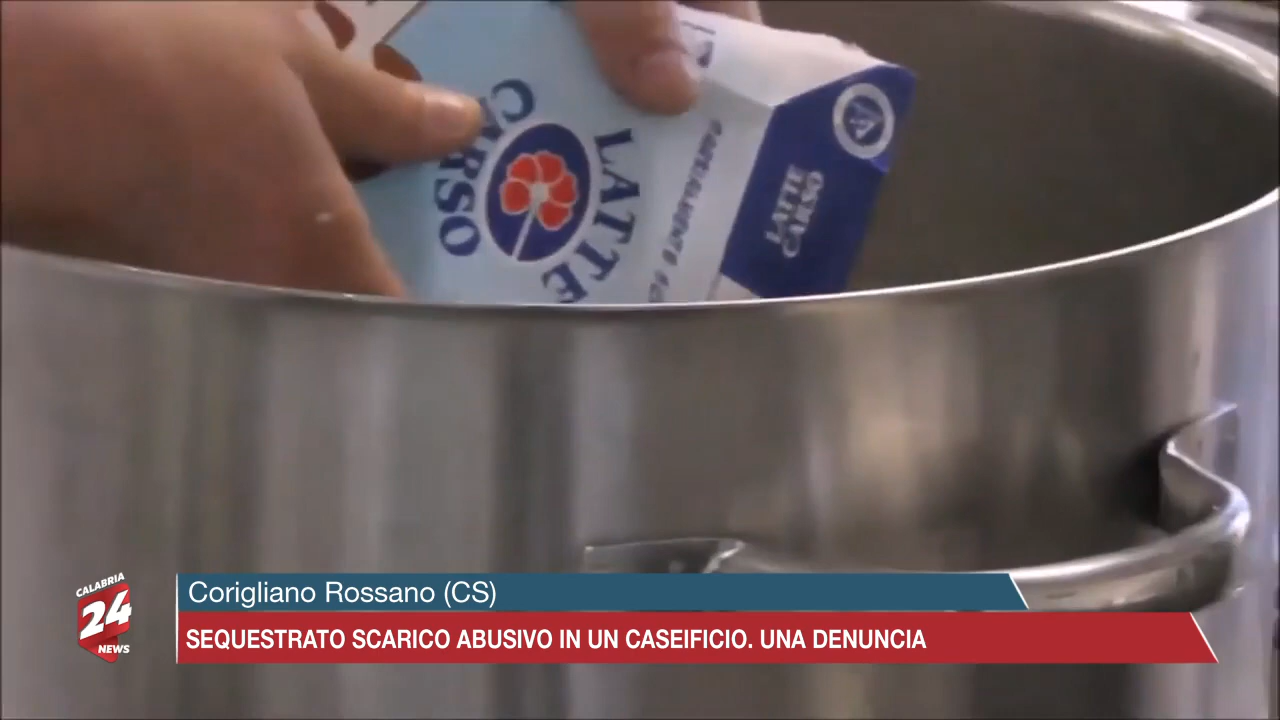 LATTE
CARSO
LATTE
CARSO
CALABRIA
24
NEWS
Corigliano Rossano (CS)
SEQUESTRATO SCARICO ABUSIVO IN UN CASEIFICIO. UNA DENUNCIA